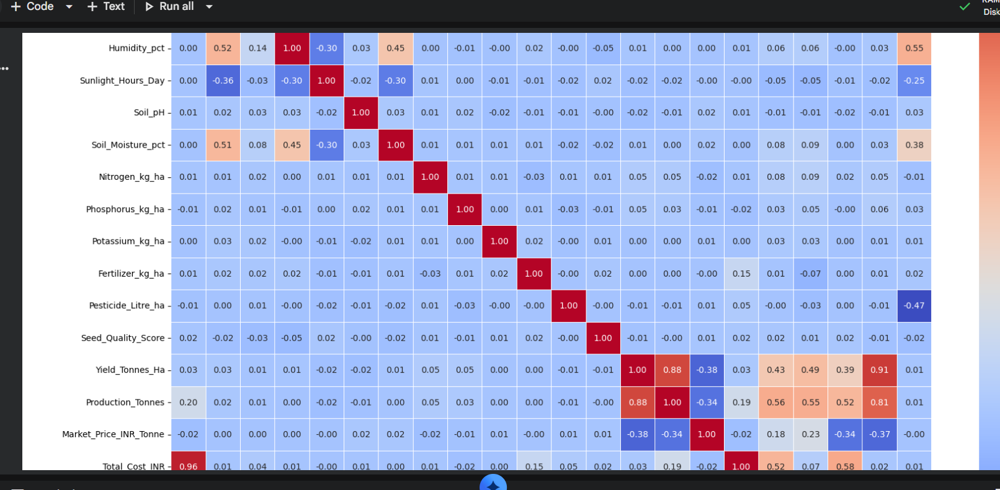 + Code + Text Run all
Disk
Humidity_pct 0.00 0.52 0.14 1.00 -0.30 0.03 0.45 0.00 -0.01 -0.00 0.02 -0.00 -0.05 0.01 0.00 0.00 0.01 0.06 0.06 -0.00 0.03 0.55
Sunlight_Hours_Day 0.00 -0.36 -0.03 -0.30 1.00 -0.02 -0.30 0.01 0.00 -0.01 -0.01 -0.02 0.02 -0.02 -0.02 -0.00 -0.00 -0.05 -0.05 -0.01 -0.02 -0.25
Soil_pH 0.01 0.02 0.03 0.03 -0.02 1.00 0.03 0.01 0.02 -0.02 -0.01 -0.01 -0.00 -0.02 -0.01 0.02 0.01 -0.01 -0.01 -0.02 -0.01 0.03
Soil_Moisture_pct 0.00 0.51 0.08 0.45 -0.30 0.03 1.00 0.01 0.01 0.01 0.01 -0.02 -0.02 0.01 0.00 0.02 0.00 0.08 0.09 0.00 0.03 0.38
Nitrogen_kg_ha 0.01 0.01 0.02 0.00 0.01 0.01 0.01 1.00 0.01 0.01 -0.03 0.01 0.01 0.05 0.05 -0.02 0.01 0.08 0.09 0.02 0.05 -0.01
Phosphorus_kg_ha -0.01 0.02 0.01 -0.01 0.00 0.02 0.01 0.01 1.00 0.00 0.01 -0.03 -0.01 0.05 0.03 -0.01 -0.02 0.03 0.05 -0.00 0.06 0.03
Potassium_kg_ha 0.00 0.03 0.02 -0.00 -0.01 -0.02 0.01 0.01 0.00 1.00 0.02 -0.00 0.01 0.00 0.00 0.01 0.00 0.03 0.03 0.00 0.01 0.01
Fertilizer_kg_ha 0.01 0.02 0.02 0.02 -0.01 -0.01 0.01 -0.03 0.01 0.02 1.00 -0.00 0.02 0.00 0.00 -0.00 0.15 0.01 -0.07 0.00 0.01 0.02
Pesticide_Litre_ha -0.01 0.00 0.01 -0.00 -0.02 -0.01 -0.02 0.01 -0.03 -0.00 -0.00 1.00 -0.00 -0.01 -0.01 0.01 0.05 -0.00 -0.03 0.00 -0.01 -0.47
Seed_Quality_Score 0.02 -0.02 -0.03 -0.05 0.02 -0.00 -0.02 0.01 -0.01 0.01 0.02 -0.00 1.00 -0.01 -0.00 0.01 0.02 0.02 0.01 0.02 -0.01 -0.02
Yield_Tonnes_Ha 0.03 0.03 0.01 0.01 -0.02 -0.02 0.01 0.05 0.05 0.00 0.00 -0.01 -0.01 1.00 0.88 -0.38 0.03 0.43 0.49 0.39 0.91 0.01
Production_Tonnes 0.20 0.02 0.01 0.00 -0.02 -0.01 0.00 0.05 0.03 0.00 0.00 -0.01 -0.00 0.88 1.00 -0.34 0.19 0.56 0.55 0.52 0.81 0.01
Market_Price_INR_Tonne -0.02 0.00 0.00 0.00 -0.00 0.02 0.02 -0.02 -0.01 0.01 -0.00 0.01 0.01 -0.38 -0.34 1.00 -0.02 0.18 0.23 -0.34 -0.37 -0.00
Total_Cost_INR 0.96 0.01 0.04 0.01 -0.00 0.01 0.00 0.01 -0.02 0.00 0.15 0.05 0.02 0.03 0.19 -0.02 1.00 0.52 0.07 0.58 0.02 0.01